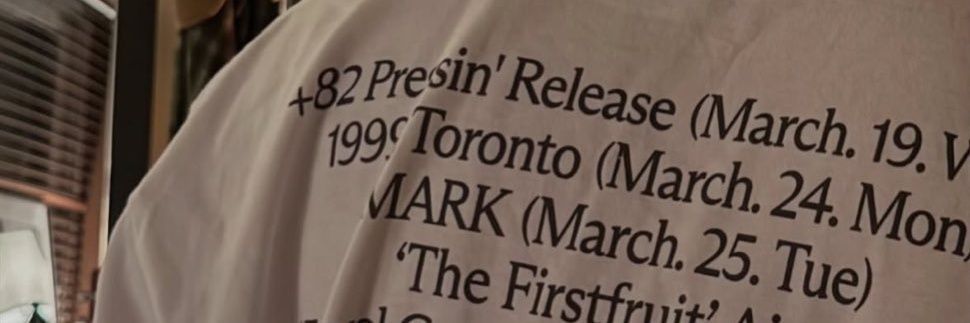 +82 Presin' Release (March. 19.
1999 Toronto (March. 24. Mon,
MARK (March. 25. Tue)
‘The Firstfruit’